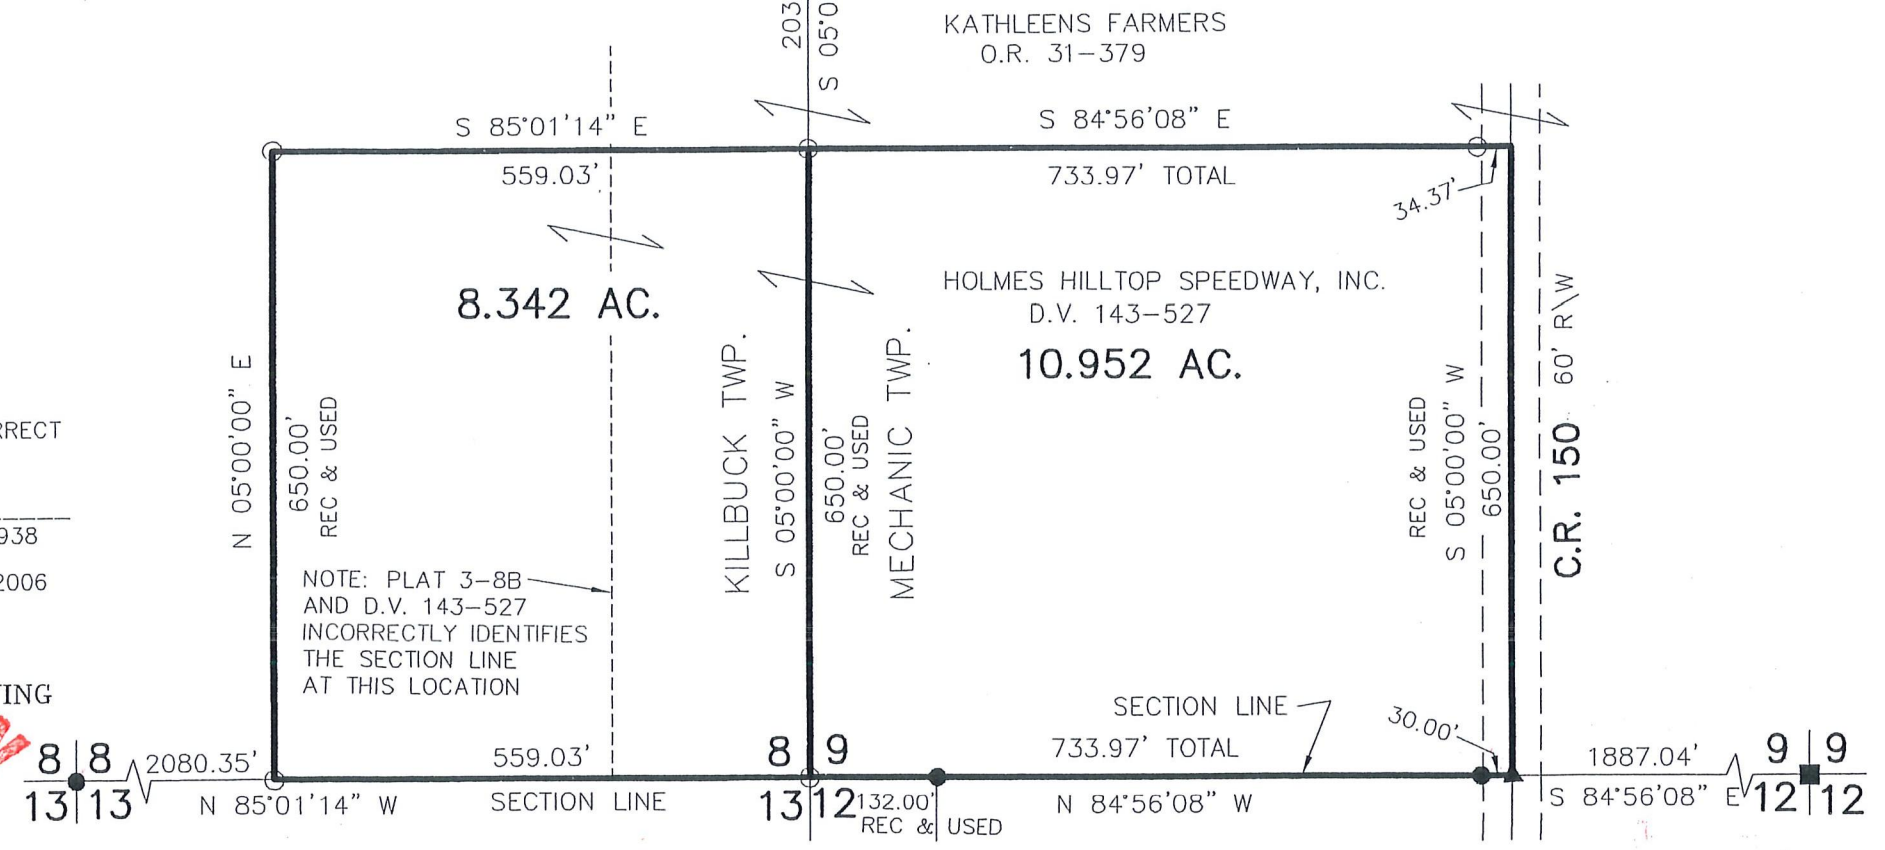 203
S 05°0
KATHLEENS FARMERS
O.R. 31-379
S 85°01'14" E
559.03'
S 84°56'08" E
733.97' TOTAL
34.37'
8.342 AC.
HOLMES HILLTOP SPEEDWAY, INC.
D.V. 143-527
10.952 AC.
N 05°00'00" E
650.00'
REC & USED
KILLBUCK TWP.
S 05°00'00" W
650.00'
REC & USED
MECHANIC TWP.
REC & USED
S 05°00'00" W
650.00'
C.R. 150 60' R\W
RRECT
938
2006
TING
NOTE: PLAT 3-8B
AND D.V. 143-527
INCORRECTLY IDENTIFIES
THE SECTION LINE
AT THIS LOCATION
SECTION LINE
30.00'
8 8
2080.35'
559.03'
8 9
733.97' TOTAL
1887.04'
9 9
13 13
N 85°01'14" W
SECTION LINE
13 12
132.00'
REC & USED
N 84°56'08" W
S 84°56'08" E
12 12